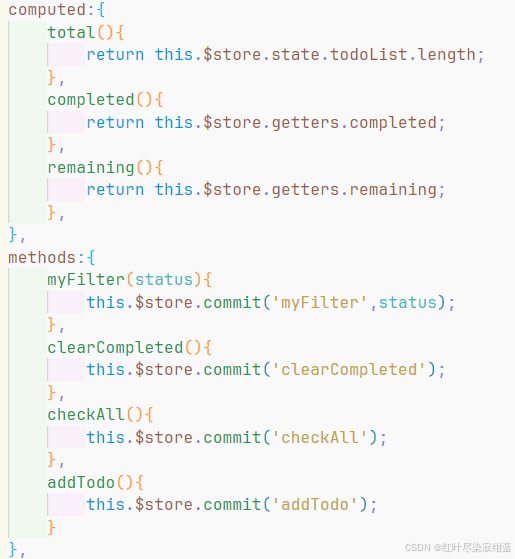 computed:{
total(){
return this.$store.state.todoList.length;
},
completed(){
return this.$store.getters.completed;
},
remaining(){
return this.$store.getters.remaining;
},
},
methods:{
myFilter(status){
this.$store.commit('myFilter',status);
},
clearCompleted(){
this.$store.commit('clearCompleted');
},
checkAll(){
this.$store.commit('checkAll');
},
addTodo(){
this.$store.commit('addTodo');
}
},
CSDN @红叶尽染寂绀蓝